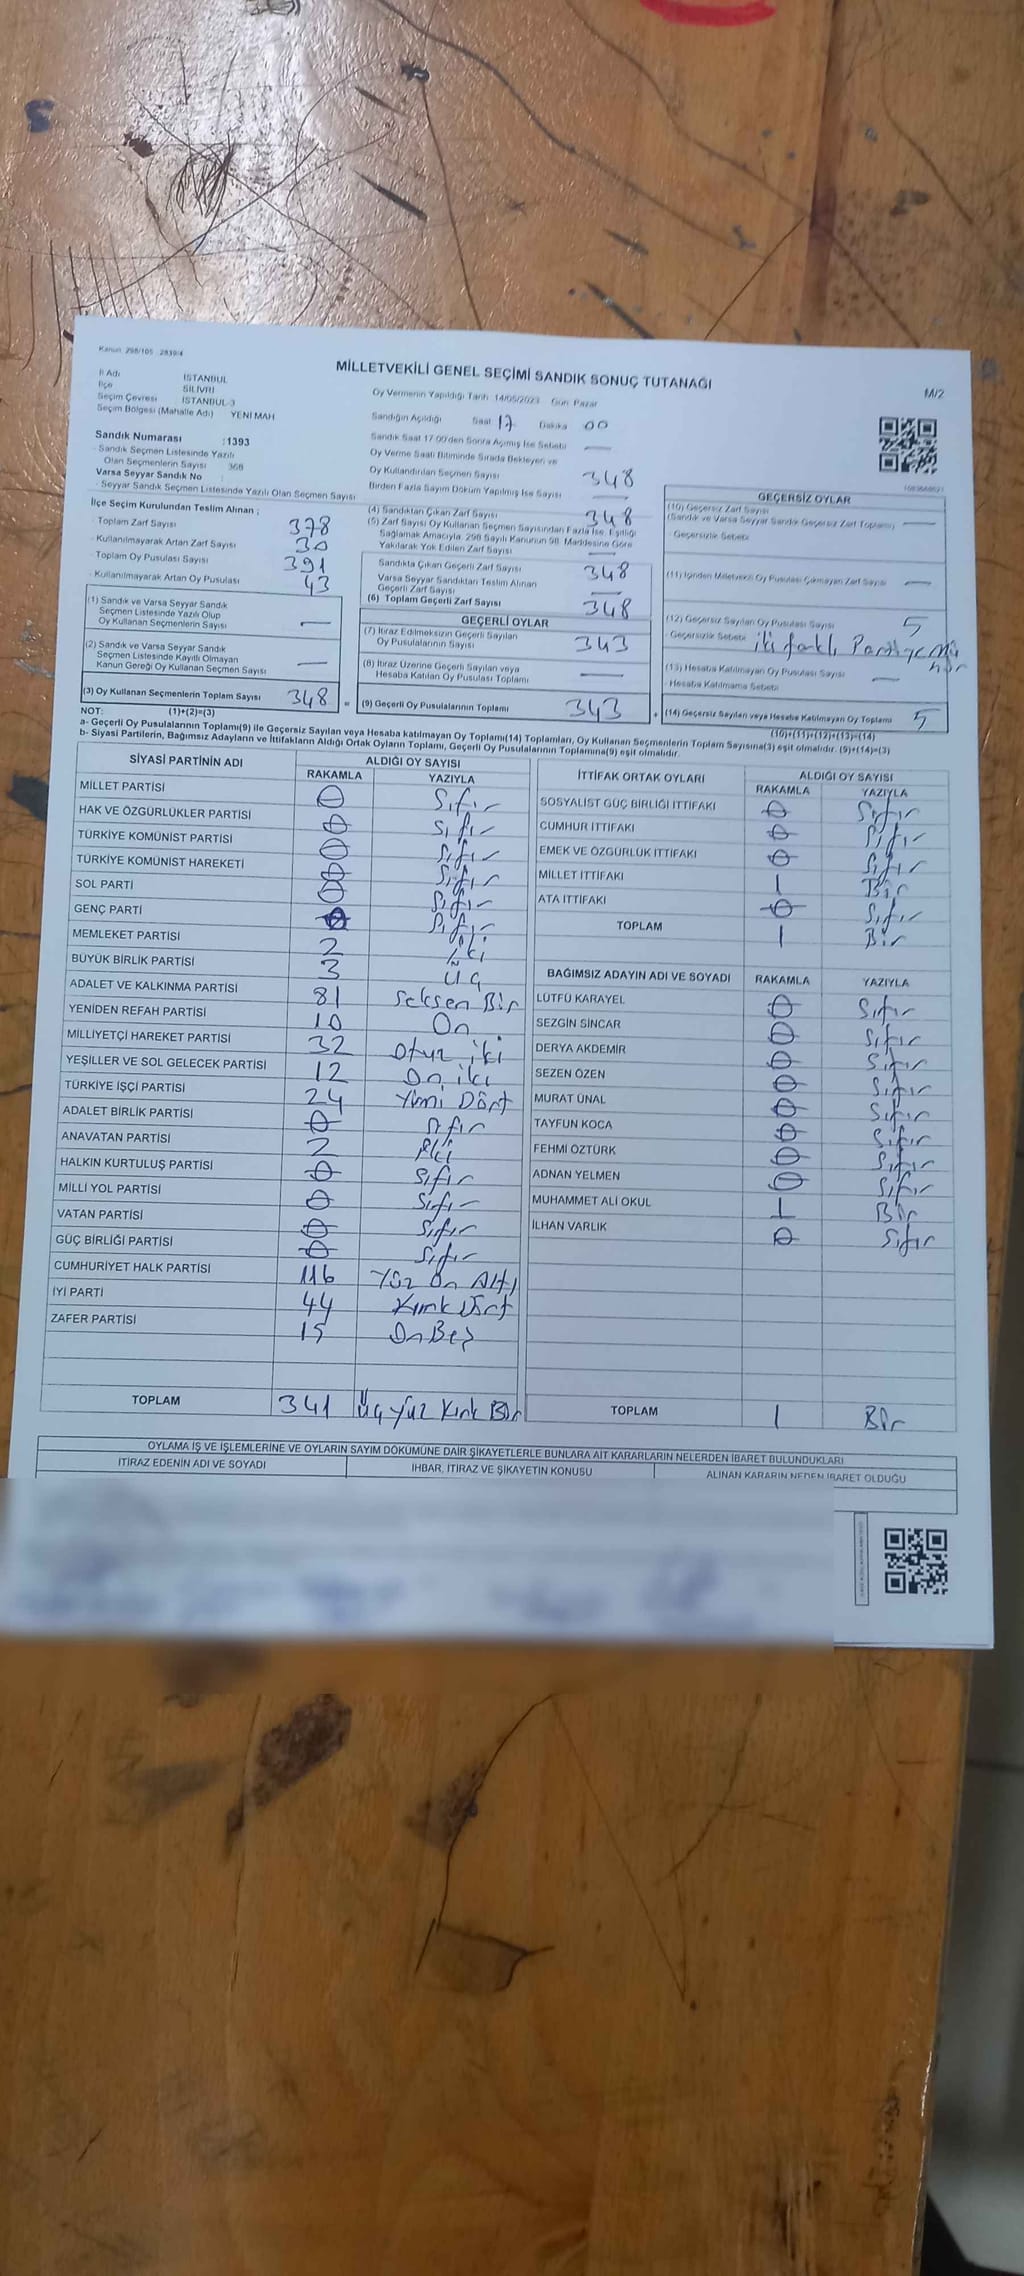 Kanun: 298/105 - 2839/4
MİLLETVEKİLİ GENEL SEÇİMİ SANDIK SONUÇ TUTANAĞI
M/2
İl Adı İSTANBUL
İlçe SİLİVRİ
Seçim Çevresi İSTANBUL-3
Seçim Bölgesi (Mahalle Adı) YENİ MAH
Sandık Numarası :1393
Sandık Seçmen Listesinde Yazılı
Olan Seçmenlerin Sayısı 368
Varsa Seyyar Sandık No :
Seyyar Sandık Seçmen Listesinde Yazılı Olan Seçmen Sayısı
Oy Vermenin Yapıldığı Tarih: 14/05/2023 Gün: Pazar
Sandığın Açıldığı Saat 17 Dakika 00
Sandık Saat 17.00'den Sonra Açılmış İse Sebebi —
Oy Verme Saati Bitiminde Sırada Bekleyen ve
Oy Kullandırılan Seçmen Sayısı 348
Birden Fazla Sayım Döküm Yapılmış İse Sayısı —
İlçe Seçim Kurulundan Teslim Alınan ;
- Toplam Zarf Sayısı 378
- Kullanılmayarak Artan Zarf Sayısı 30
- Toplam Oy Pusulası Sayısı 391
- Kullanılmayarak Artan Oy Pusulası 43
(1) Sandık ve Varsa Seyyar Sandık
Seçmen Listesinde Yazılı Olup
Oy Kullanan Seçmenlerin Sayısı —
(2) Sandık ve Varsa Seyyar Sandık
Seçmen Listesinde Kayıtlı Olmayan
Kanun Gereği Oy Kullanan Seçmen Sayısı —
(3) Oy Kullanan Seçmenlerin Toplam Sayısı 348 =
(4) Sandıktan Çıkan Zarf Sayısı 348
(5) Zarf Sayısı Oy Kullanan Seçmen Sayısından Fazla İse, Eşitliği
Sağlamak Amacıyla, 298 Sayılı Kanunun 98. Maddesine Göre
Yakılarak Yok Edilen Zarf Sayısı —
Sandıkta Çıkan Geçerli Zarf Sayısı 348
Varsa Seyyar Sandıktan Teslim Alınan
Geçerli Zarf Sayısı —
(6) Toplam Geçerli Zarf Sayısı 348
GEÇERLİ OYLAR
(7) İtiraz Edilmeksizin Geçerli Sayılan
Oy Pusulalarının Sayısı 343
(8) İtiraz Üzerine Geçerli Sayılan veya
Hesaba Katılan Oy Pusulası Toplamı —
(9) Geçerli Oy Pusulalarının Toplamı 343 +
GEÇERSİZ OYLAR
(10) Geçersiz Zarf Sayısı
(Sandık ve Varsa Seyyar Sandık Geçersiz Zarf Toplamı) —
Geçersizlik Sebebi
(11) İçinden Milletvekili Oy Pusulası Çıkmayan Zarf Sayısı —
(12) Geçersiz Sayılan Oy Pusulası Sayısı 5
- Geçersizlik Sebebi iki farklı Partiye mü
hür
(13) Hesaba Katılmayan Oy Pusulası Sayısı —
- Hesaba Katılmama Sebebi
(14) Geçersiz Sayılan veya Hesaba Katılmayan Oy Toplamı 5
NOT: (1)+(2)=(3) (10)+(11)+(12)+(13)=(14)
a- Geçerli Oy Pusulalarının Toplamı(9) ile Geçersiz Sayılan veya Hesaba katılmayan Oy Toplamı(14) Toplamları, Oy Kullanan Seçmenlerin Toplam Sayısına(3) eşit olmalıdır. (9)+(14)=(3)
b- Siyasi Partilerin, Bağımsız Adayların ve İttifakların Aldığı Ortak Oyların Toplamı, Geçerli Oy Pusulalarının Toplamına(9) eşit olmalıdır.
SİYASİ PARTİNİN ADI ALDIĞI OY SAYISI
RAKAMLA YAZIYLA
MİLLET PARTİSİ 0 Sıfır
HAK VE ÖZGÜRLÜKLER PARTİSİ 0 Sıfır
TÜRKİYE KOMÜNİST PARTİSİ 0 Sıfır
TÜRKİYE KOMÜNİST HAREKETİ 0 Sıfır
SOL PARTİ 0 Sıfır
GENÇ PARTİ 0 Sıfır
MEMLEKET PARTİSİ 2 İki
BÜYÜK BİRLİK PARTİSİ 3 Üç
ADALET VE KALKINMA PARTİSİ 81 Seksen Bir
YENİDEN REFAH PARTİSİ 10 On
MİLLİYETÇİ HAREKET PARTİSİ 32 Otuz iki
YEŞİLLER VE SOL GELECEK PARTİSİ 12 On iki
TÜRKİYE İŞÇİ PARTİSİ 24 Yirmi Dört
ADALET BİRLİK PARTİSİ 0 Sıfır
ANAVATAN PARTİSİ 2 İki
HALKIN KURTULUŞ PARTİSİ 0 Sıfır
MİLLİ YOL PARTİSİ 0 Sıfır
VATAN PARTİSİ 0 Sıfır
GÜÇ BİRLİĞİ PARTİSİ 0 Sıfır
CUMHURİYET HALK PARTİSİ 116 Yüz On Altı
İYİ PARTİ 44 Kırk Dört
ZAFER PARTİSİ 15 On Beş
TOPLAM 341 Üç Yüz Kırk Bir
İTTİFAK ORTAK OYLARI ALDIĞI OY SAYISI
RAKAMLA YAZIYLA
SOSYALİST GÜÇ BİRLİĞİ İTTİFAKI 0 Sıfır
CUMHUR İTTİFAKI 0 Sıfır
EMEK VE ÖZGÜRLÜK İTTİFAKI 0 Sıfır
MİLLET İTTİFAKI 1 Bir
ATA İTTİFAKI 0 Sıfır
TOPLAM 1 Bir
BAĞIMSIZ ADAYIN ADI VE SOYADI RAKAMLA YAZIYLA
LÜTFÜ KARAYEL 0 Sıfır
SEZGİN SİNCAR 0 Sıfır
DERYA AKDEMİR 0 Sıfır
SEZEN ÖZEN 0 Sıfır
MURAT ÜNAL 0 Sıfır
TAYFUN KOCA 0 Sıfır
FEHMİ ÖZTÜRK 0 Sıfır
ADNAN YELMEN 0 Sıfır
MUHAMMET ALİ OKUL 1 Bir
İLHAN VARLIK 0 Sıfır
TOPLAM 1 Bir
OYLAMA İŞ VE İŞLEMLERİNE VE OYLARIN SAYIM DÖKÜMÜNE DAİR ŞİKAYETLERLE BUNLARA AİT KARARLARIN NELERDEN İBARET BULUNDUKLARI
İTİRAZ EDENİN ADI VE SOYADI İHBAR, İTİRAZ VE ŞİKAYETİN KONUSU ALINAN KARARIN NEDEN İBARET OLDUĞU